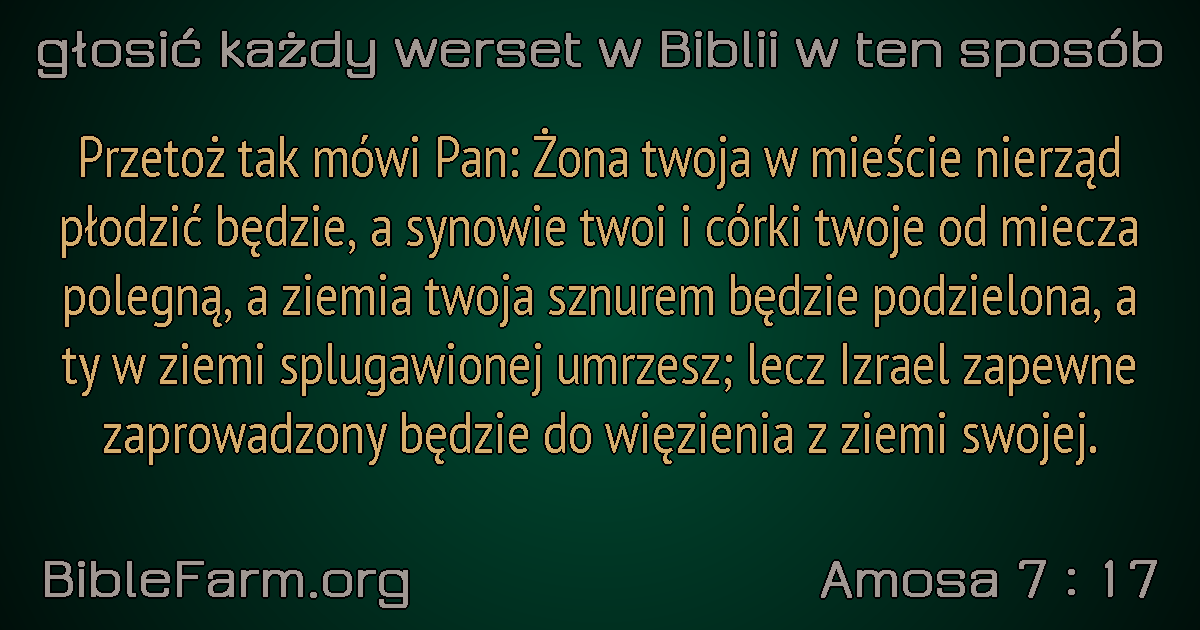 głosić każdy werset w Biblii w ten sposób
Przetoż tak mówi Pan: Żona twoja w mieście nierząd
płodzić będzie, a synowie twoi i córki twoje od miecza
polegną, a ziemia twoja sznurem będzie podzielona, a
ty w ziemi splugawionej umrzesz; lecz Izrael zapewne
zaprowadzony będzie do więzienia z ziemi swojej.
BibleFarm.org
Amosa 7 : 17